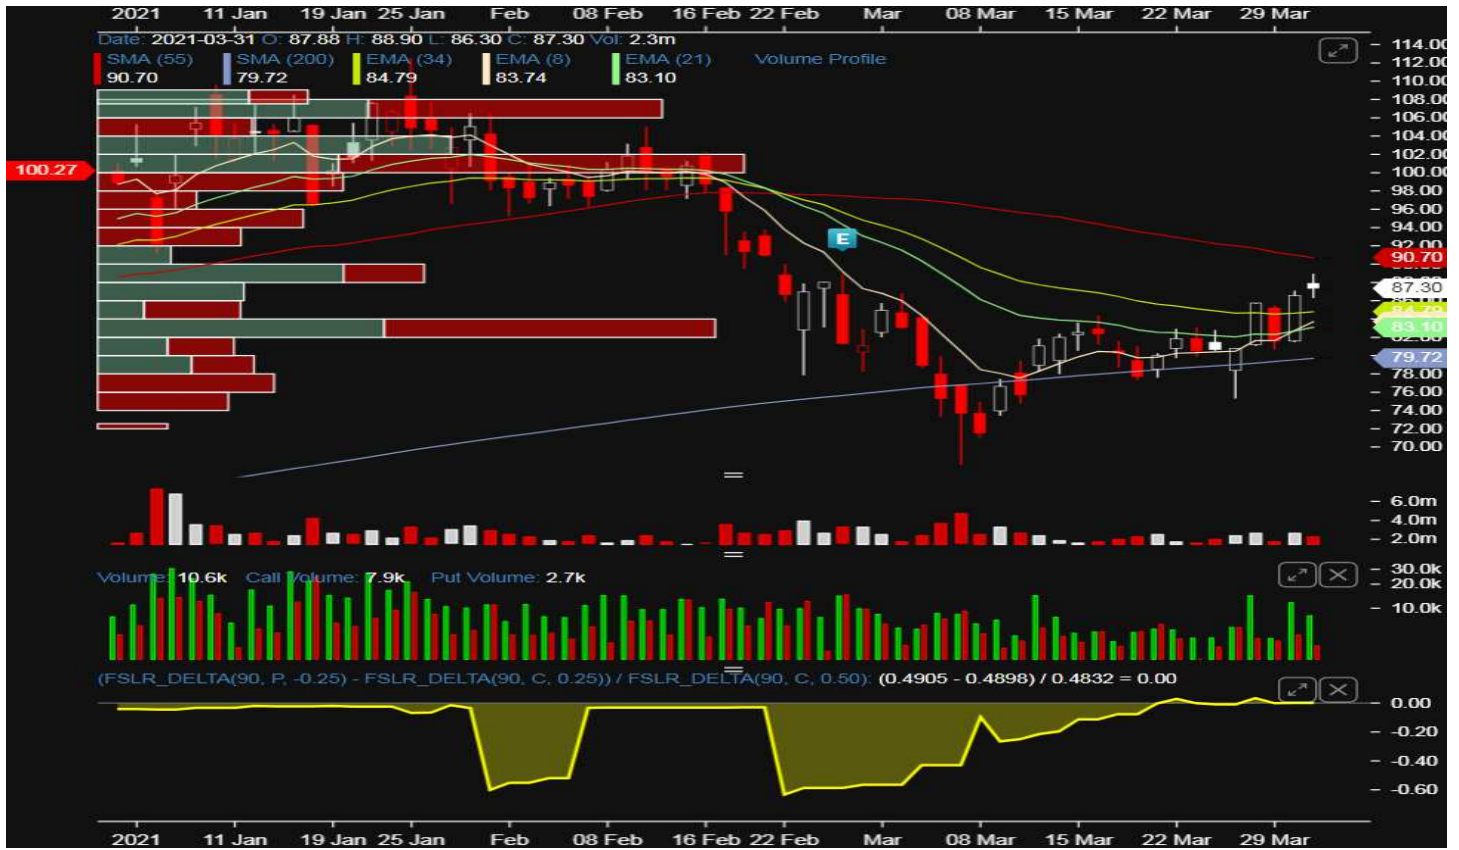 2021 11 Jan 19 Jan 25 Jan Feb 08 Feb 16 Feb 22 Feb Mar 08 Mar 15 Mar 22 Mar 29 Mar
Date: 2021-03-31 O: 87.88 H: 88.90 L: 86.30 C: 87.30 Vol: 2.3m
SMA (55) SMA (200) EMA (34) EMA (8) EMA (21) Volume Profile
90.70 79.72 84.79 83.74 83.10
114.00
112.00
110.00
108.00
106.00
104.00
102.00
100.27
100.00
98.00
96.00
94.00
92.00
90.70
87.30
84.79
83.10
82.00
79.72
78.00
76.00
74.00
72.00
70.00
E
6.0m
4.0m
2.0m
Volume: 10.6k Call Volume: 7.9k Put Volume: 2.7k
30.0k
20.0k
10.0k
(FSLR_DELTA(90, P, -0.25) - FSLR_DELTA(90, C, 0.25)) / FSLR_DELTA(90, C, 0.50): (0.4905 - 0.4898) / 0.4832 = 0.00
0.00
-0.20
-0.40
-0.60
2021 11 Jan 19 Jan 25 Jan Feb 08 Feb 16 Feb 22 Feb Mar 08 Mar 15 Mar 22 Mar 29 Mar